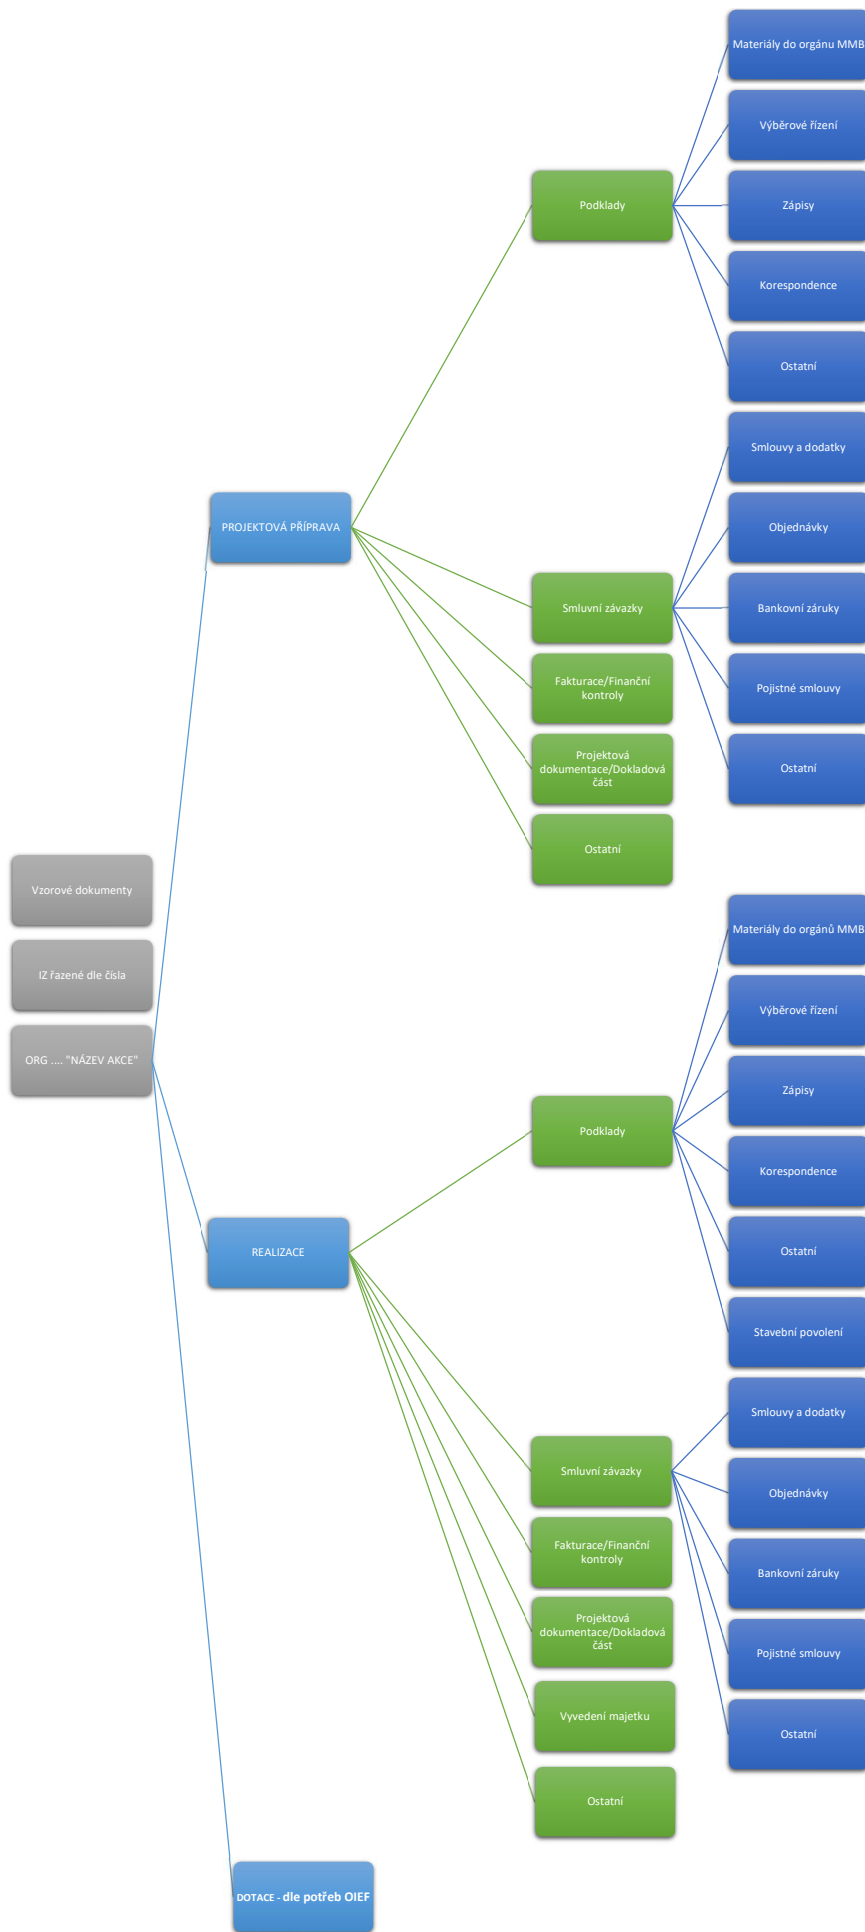 Vzorové dokumenty
IZ řazené dle čísla
ORG .... "NÁZEV AKCE"
PROJEKTOVÁ PŘÍPRAVA
Podklady
Materiály do orgánu MMB
Výběrové řízení
Zápisy
Korespondence
Ostatní
Smluvní závazky
Smlouvy a dodatky
Objednávky
Bankovní záruky
Pojistné smlouvy
Ostatní
Fakturace/Finanční
kontroly
Projektová
dokumentace/Dokladová
část
Ostatní
REALIZACE
Podklady
Materiály do orgánů MMB
Výběrové řízení
Zápisy
Korespondence
Ostatní
Stavební povolení
Smluvní závazky
Smlouvy a dodatky
Objednávky
Bankovní záruky
Pojistné smlouvy
Ostatní
Fakturace/Finanční
kontroly
Projektová
dokumentace/Dokladová
část
Vyvedení majetku
Ostatní
DOTACE - dle potřeb OIEF